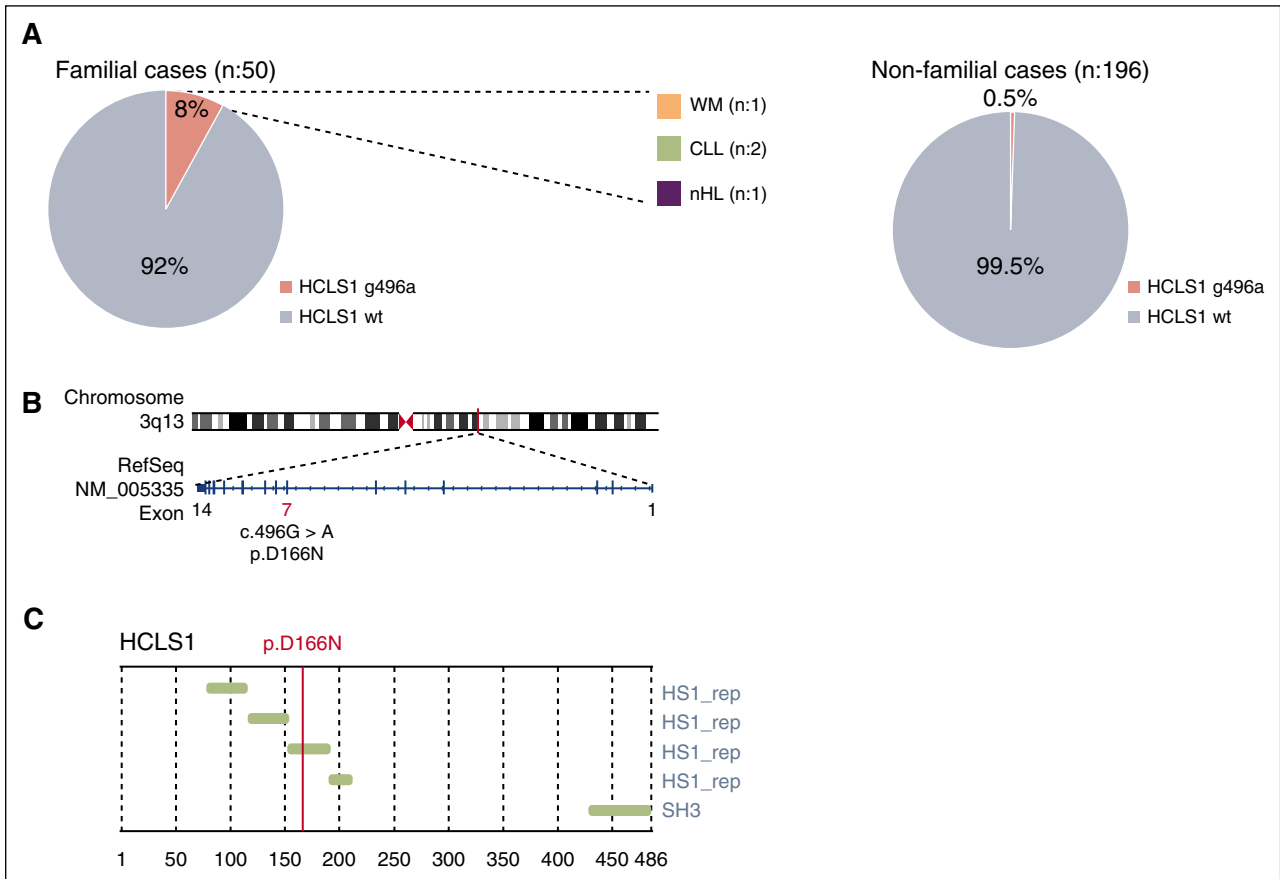 A
Familial cases (n:50)
8%
92%
HCLS1 g496a
HCLS1 wt
WM (n:1)
CLL (n:2)
nHL (n:1)
Non-familial cases (n:196)
0.5%
99.5%
HCLS1 g496a
HCLS1 wt
B
Chromosome
3q13
RefSeq
NM_005335
Exon
14
7
1
c.496G > A
p.D166N
C
HCLS1
p.D166N
HS1_rep
HS1_rep
HS1_rep
HS1_rep
SH3
1 50 100 150 200 250 300 350 400 450 486